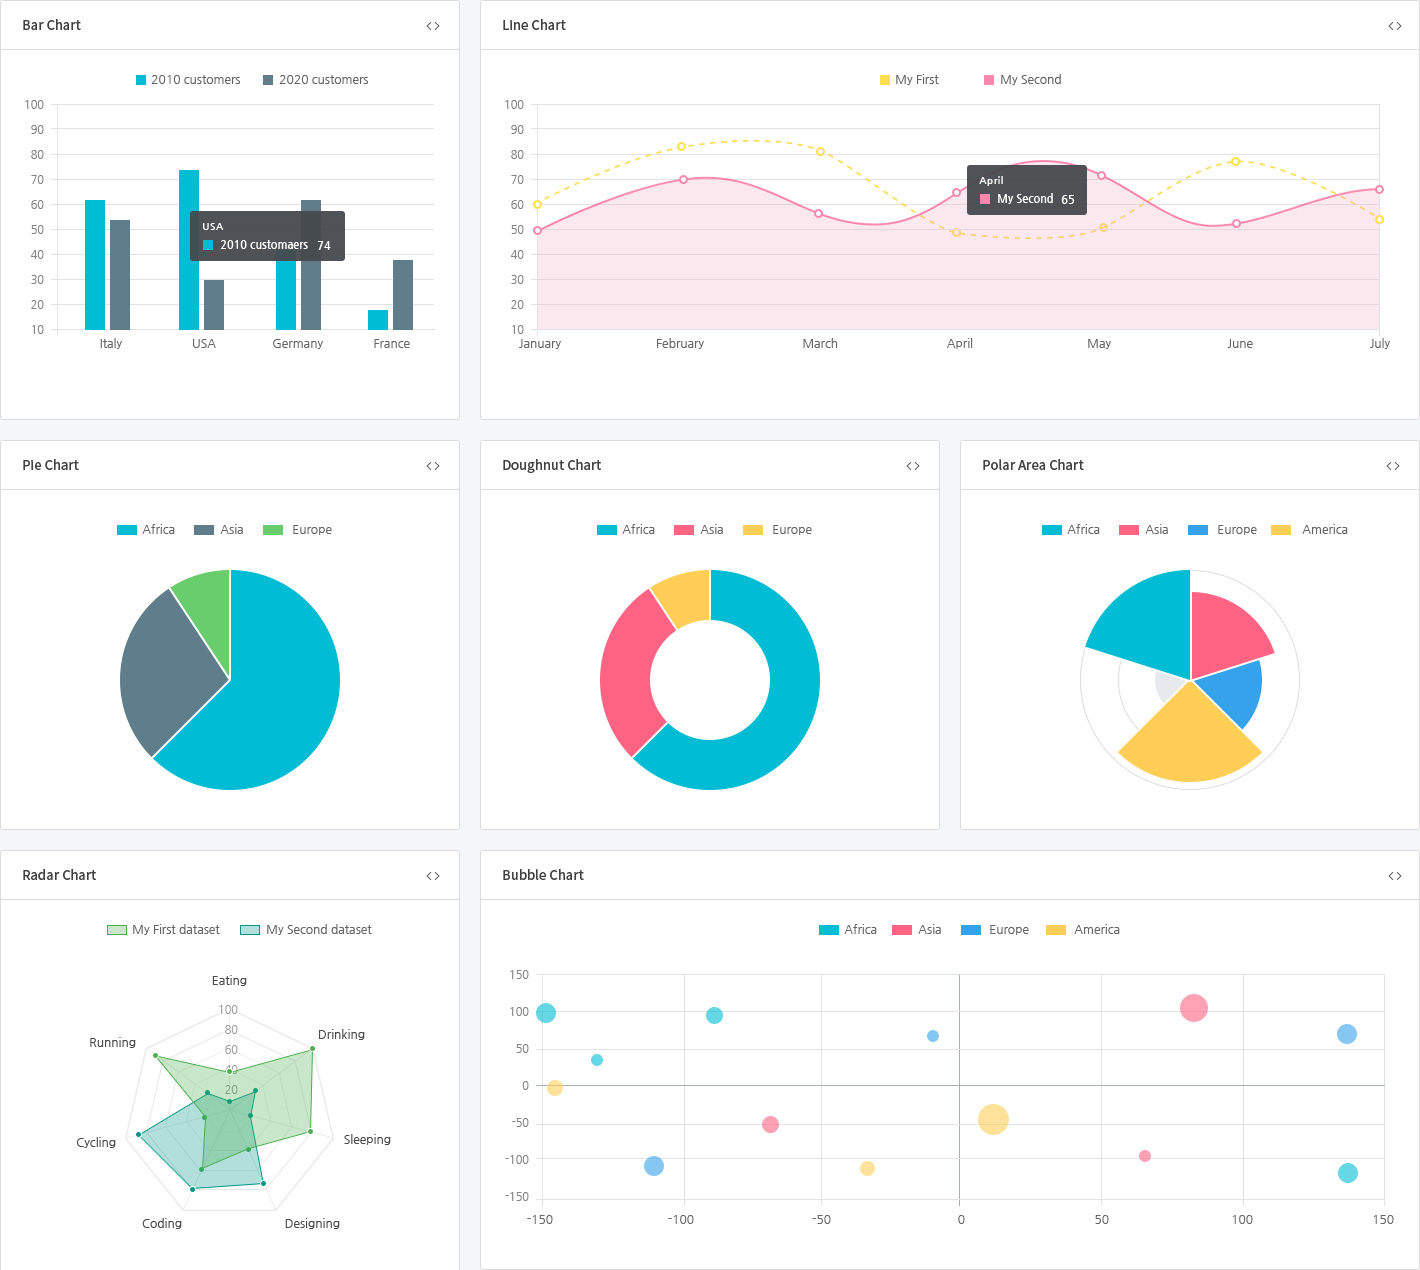 Bar Chart
2010 customers 2020 customers
100
90
80
70
60
50
40
30
20
10
USA
2010 customaers 74
Italy USA Germany France
Line Chart
My First My Second
100
90
80
70
60
50
40
30
20
10
April
My Second 65
January February March April May June July
Pie Chart
Africa Asia Europe
Doughnut Chart
Africa Asia Europe
Polar Area Chart
Africa Asia Europe America
Radar Chart
My First dataset My Second dataset
Eating
100
80
60
40
20
Running Drinking
Cycling Sleeping
Coding Designing
Bubble Chart
Africa Asia Europe America
150
100
50
0
-50
-100
-150
-150 -100 -50 0 50 100 150